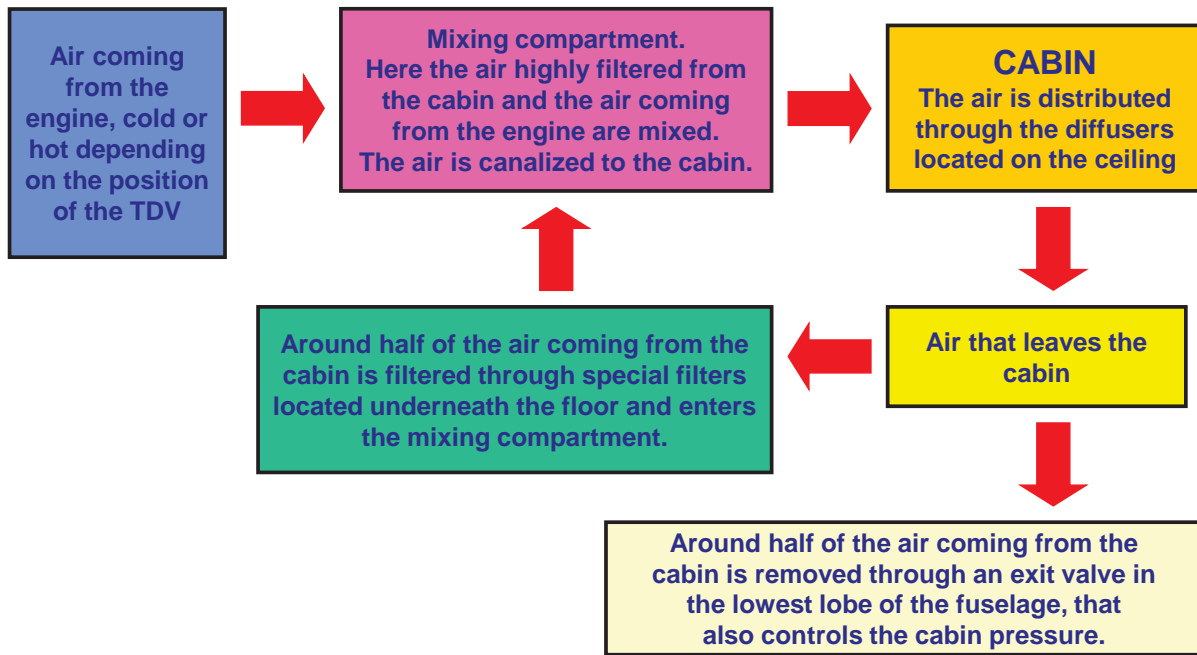 Air coming
from the
engine, cold or
hot depending
on the position
of the TDV
Mixing compartment.
Here the air highly filtered from
the cabin and the air coming
from the engine are mixed.
The air is canalized to the cabin.
CABIN
The air is distributed
through the diffusers
located on the ceiling
Around half of the air coming from the
cabin is filtered through special filters
located underneath the floor and enters
the mixing compartment.
Air that leaves the
cabin
Around half of the air coming from the
cabin is removed through an exit valve in
the lowest lobe of the fuselage, that
also controls the cabin pressure.